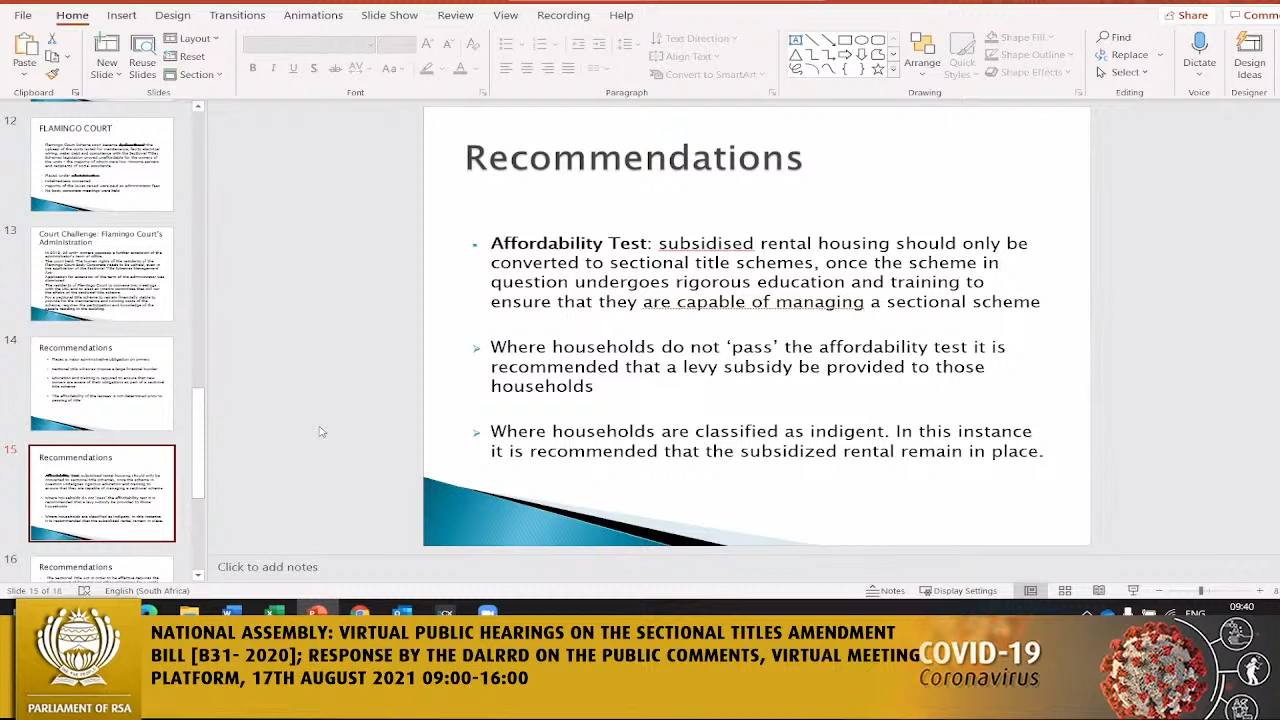 File Home Insert Design Transitions Animations Slide Show Review View Recording Help Share Comme
Paste New Slide Reuse Slides Layout Reset Section
B I U S ab AV Aa A
Text Direction Align Text Convert to SmartArt
Arrange Quick Styles Shape Fill Shape Outline Shape Effects
Find Replace Select Dictate Design Ideas
Clipboard Slides Font Paragraph Drawing Editing Voice Designer
12
FLAMINGO COURT
13
Court Challenge: Flamingo Court's
Administration
14
Recommendations
15
Recommendations
16
Recommendations
Recommendations
Affordability Test: subsidised rental housing should only be
converted to sectional title schemes, once the scheme in
question undergoes rigorous education and training to
ensure that they are capable of managing a sectional scheme
Where households do not ‘pass’ the affordability test it is
recommended that a levy subsidy be provided to those
households
Where households are classified as indigent. In this instance
it is recommended that the subsidized rental remain in place.
Click to add notes
Slide 15 of 18 English (South Africa) Notes Display Settings
ENG 09:40
NATIONAL ASSEMBLY: VIRTUAL PUBLIC HEARINGS ON THE SECTIONAL TITLES AMENDMENT
BILL [B31- 2020]; RESPONSE BY THE DALRRD ON THE PUBLIC COMMENTS, VIRTUAL MEETING
PLATFORM, 17TH AUGUST 2021 09:00-16:00
PARLIAMENT OF RSA
COVID-19
Coronavirus